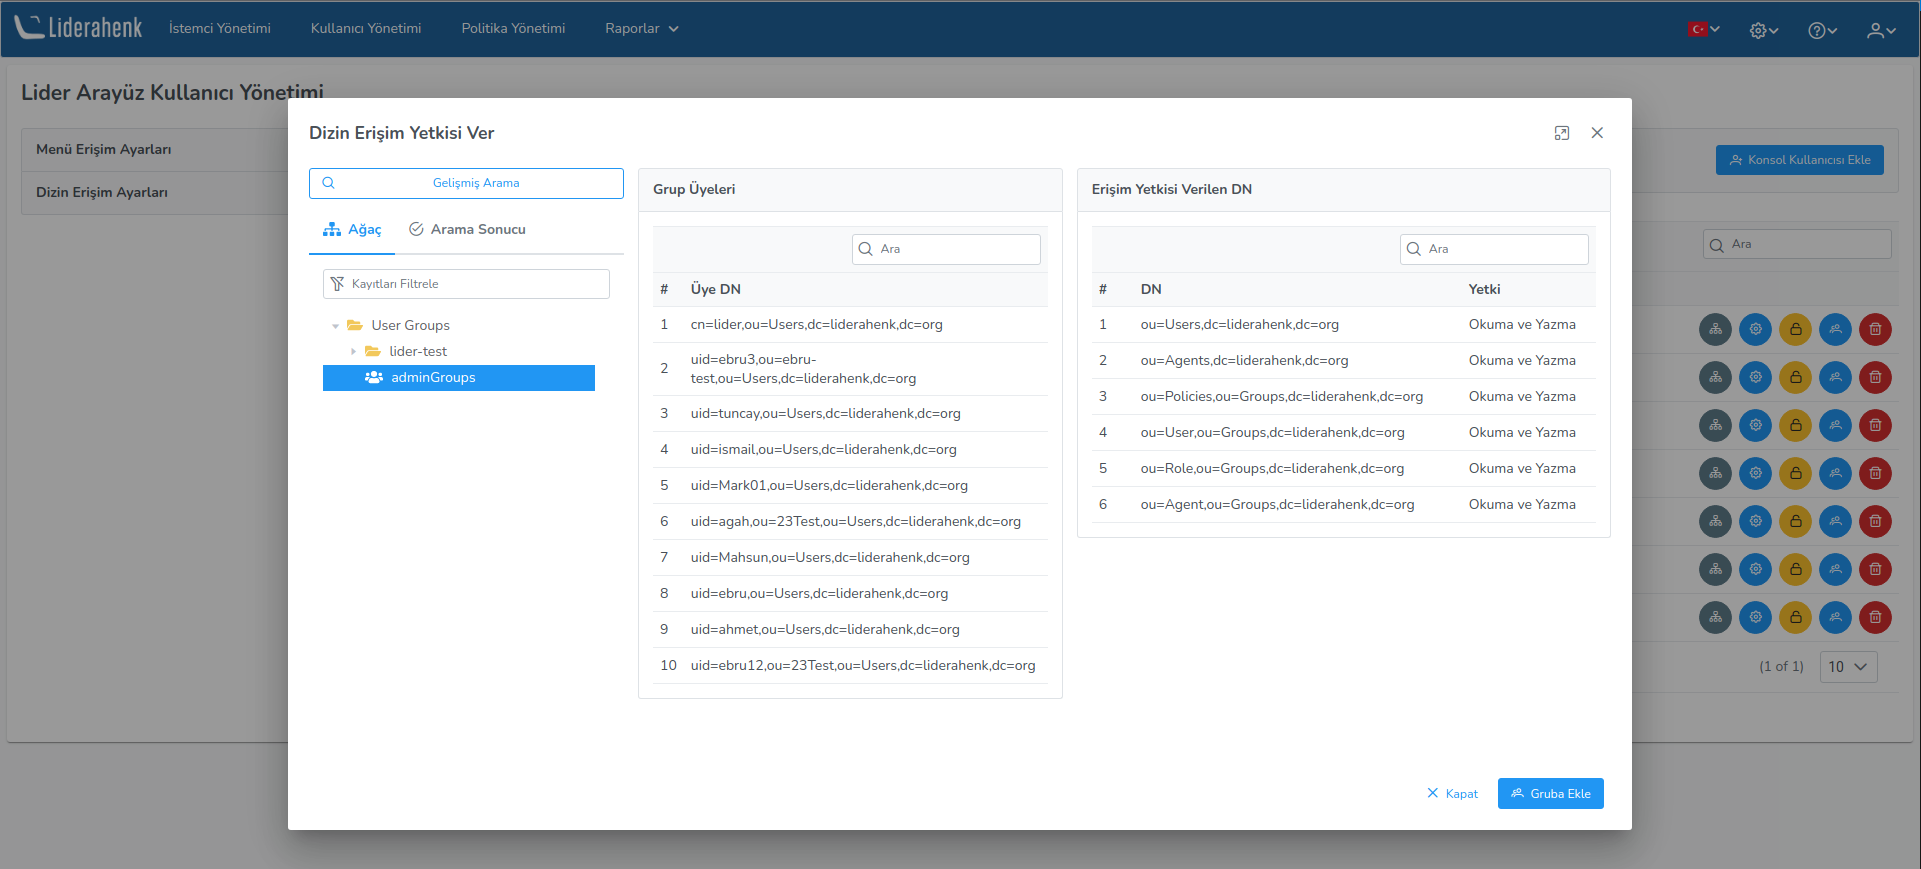 Liderahenk
İstemci Yönetimi
Kullanıcı Yönetimi
Politika Yönetimi
Raporlar
Lider Arayüz Kullanıcı Yönetimi
Menü Erişim Ayarları
Dizin Erişim Ayarları
Konsol Kullanıcısı Ekle
Ara
(1 of 1)
10
Dizin Erişim Yetkisi Ver
Gelişmiş Arama
Ağaç
Arama Sonucu
Kayıtları Filtrele
User Groups
lider-test
adminGroups
Grup Üyeleri
Ara
# Üye DN
1 cn=lider,ou=Users,dc=liderahenk,dc=org
2 uid=ebru3,ou=ebru-
test,ou=Users,dc=liderahenk,dc=org
3 uid=tuncay,ou=Users,dc=liderahenk,dc=org
4 uid=ismail,ou=Users,dc=liderahenk,dc=org
5 uid=Mark01,ou=Users,dc=liderahenk,dc=org
6 uid=agah,ou=23Test,ou=Users,dc=liderahenk,dc=org
7 uid=Mahsun,ou=Users,dc=liderahenk,dc=org
8 uid=ebru,ou=Users,dc=liderahenk,dc=org
9 uid=ahmet,ou=Users,dc=liderahenk,dc=org
10 uid=ebru12,ou=23Test,ou=Users,dc=liderahenk,dc=org
Erişim Yetkisi Verilen DN
Ara
# DN Yetki
1 ou=Users,dc=liderahenk,dc=org Okuma ve Yazma
2 ou=Agents,dc=liderahenk,dc=org Okuma ve Yazma
3 ou=Policies,ou=Groups,dc=liderahenk,dc=org Okuma ve Yazma
4 ou=User,ou=Groups,dc=liderahenk,dc=org Okuma ve Yazma
5 ou=Role,ou=Groups,dc=liderahenk,dc=org Okuma ve Yazma
6 ou=Agent,ou=Groups,dc=liderahenk,dc=org Okuma ve Yazma
Kapat
Gruba Ekle